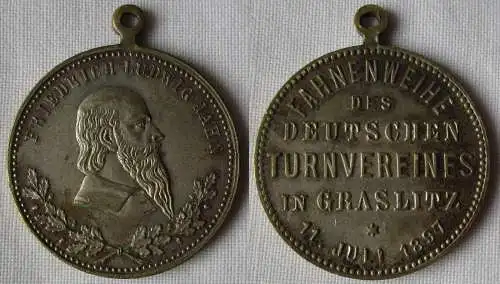 FRIEDRICH LUDWIG JAHN
FAHNENWEIHE
DES
DEUTSCHEN
TURNVEREINES
IN GRASLITZ.
*
11. JULI 1897